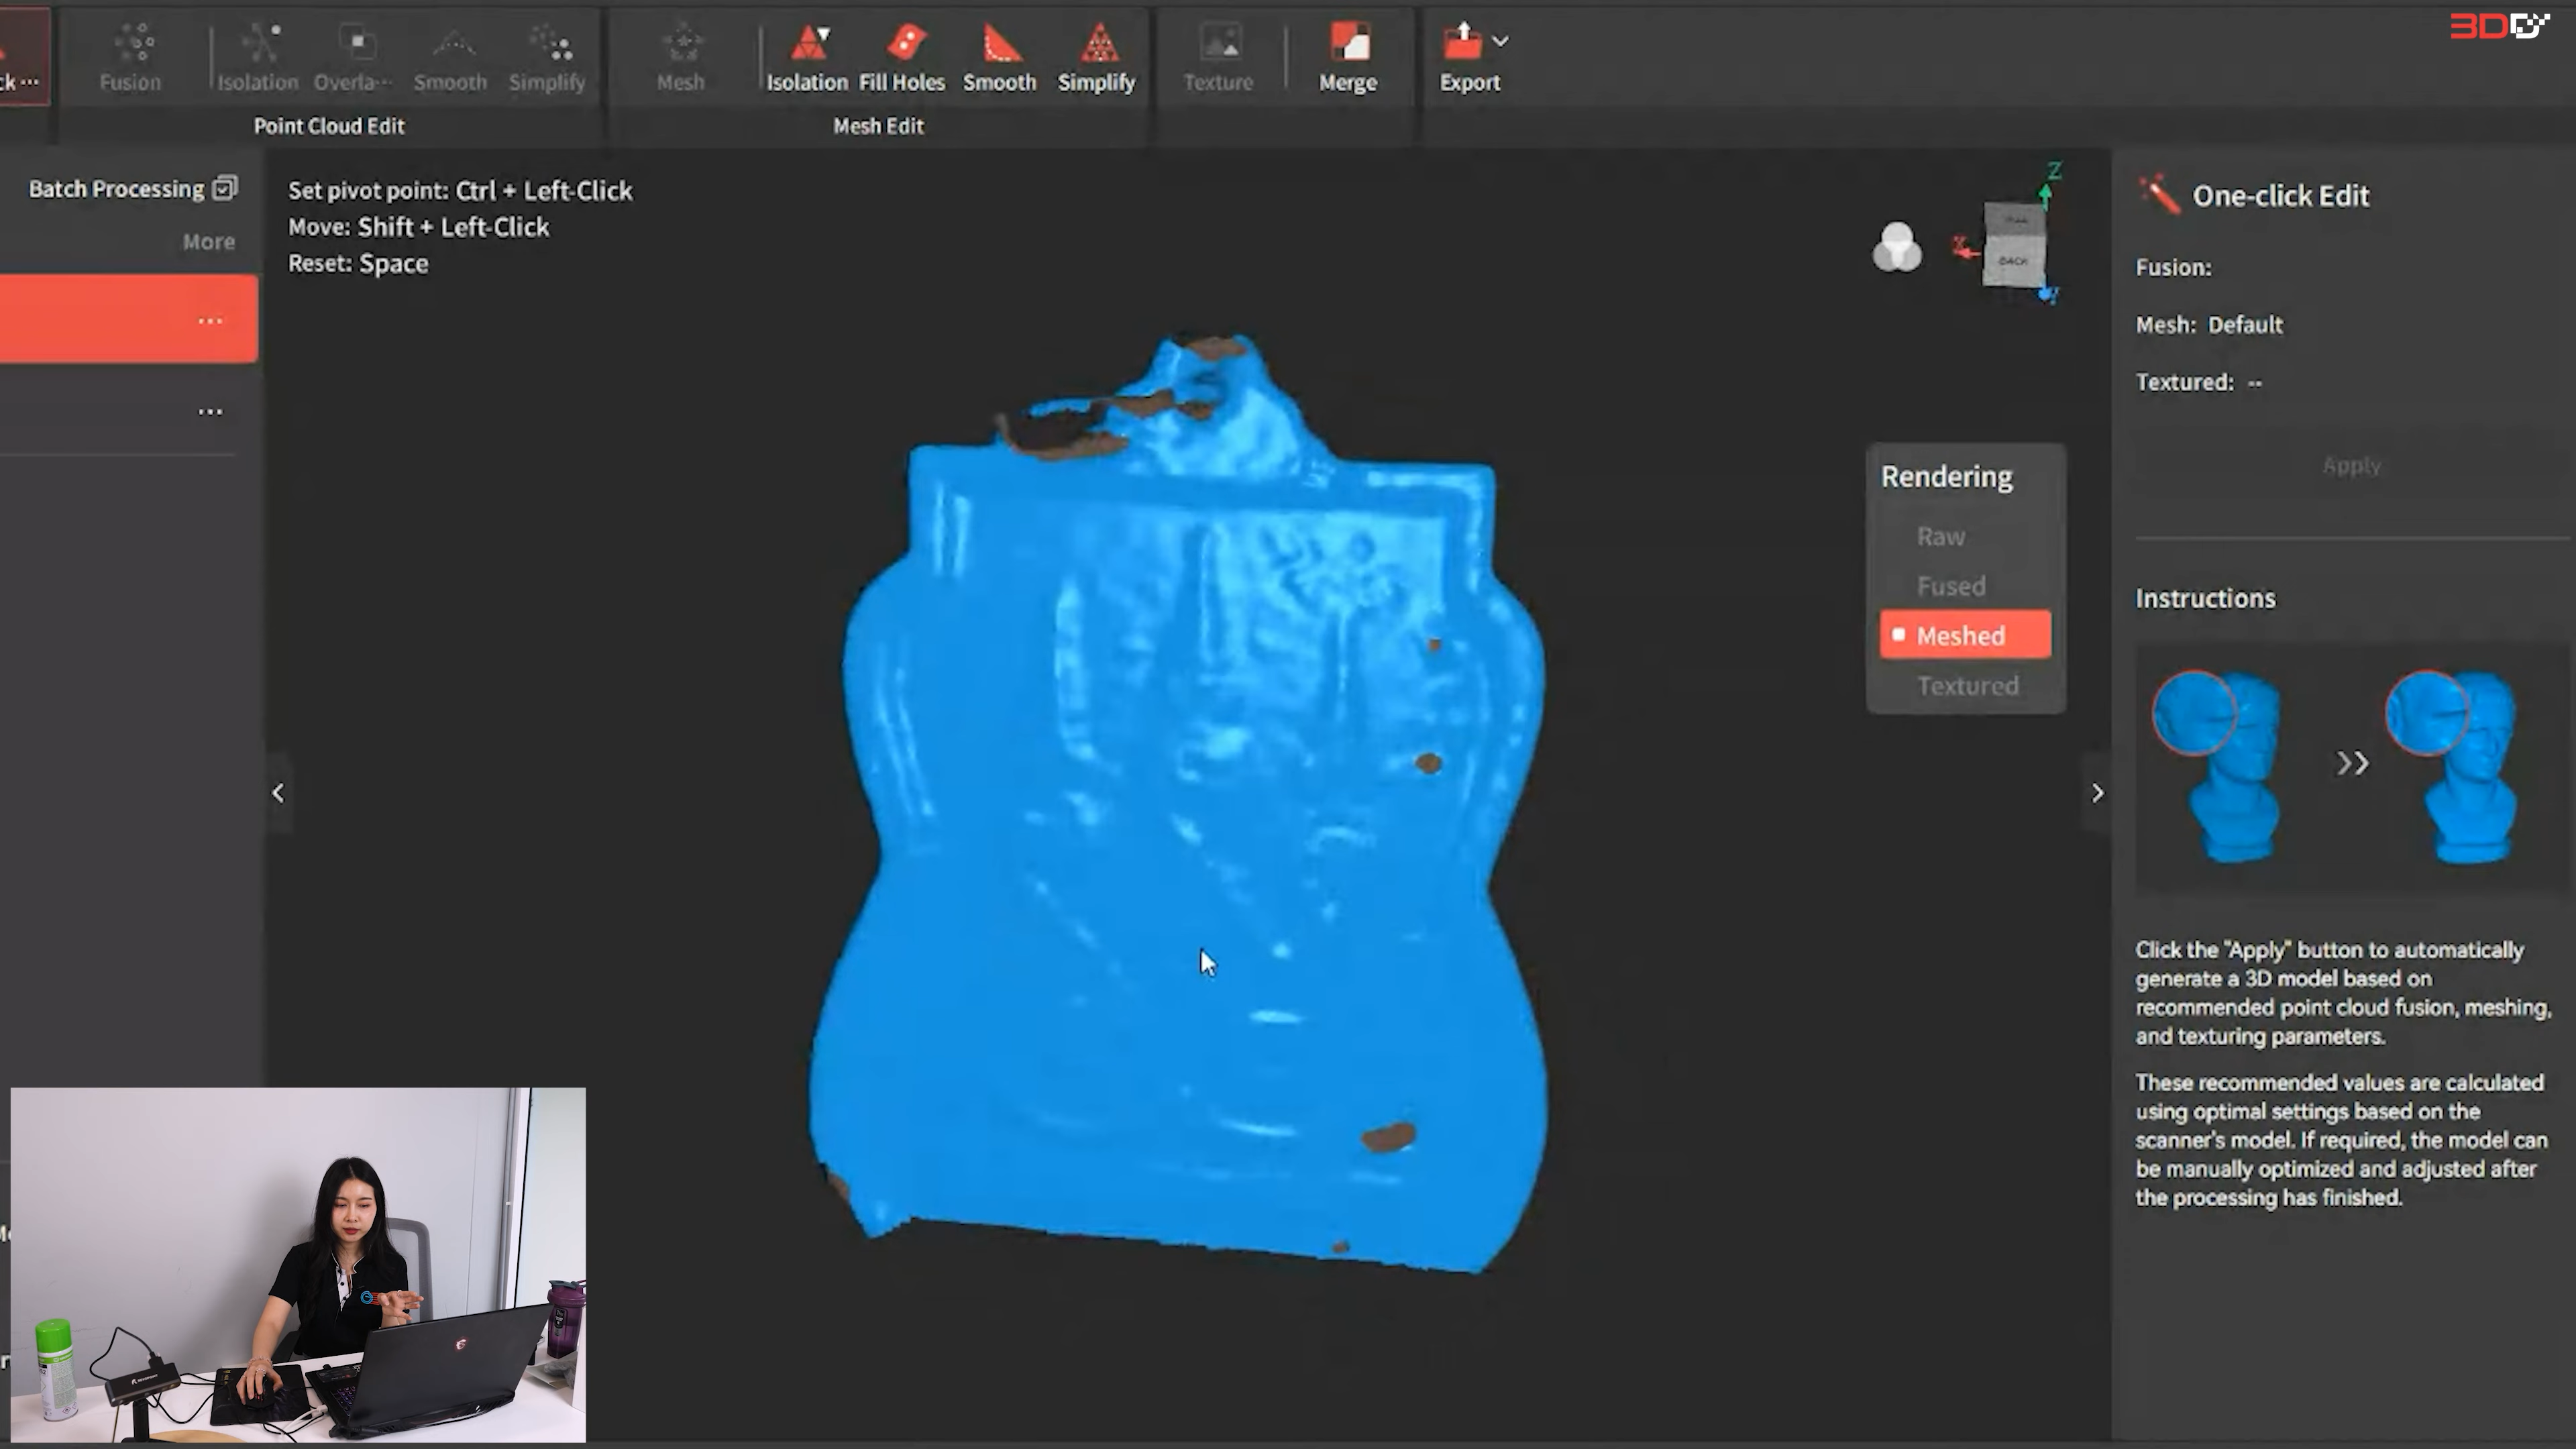 3DD
ck ...
Fusion
Isolation
Overla...
Smooth
Simplify
Mesh
Isolation
Fill Holes
Smooth
Simplify
Texture
Merge
Export
Point Cloud Edit
Mesh Edit
Batch Processing
More
Set pivot point: Ctrl + Left-Click
Move: Shift + Left-Click
Reset: Space
Z
X
Y
BACK
Rendering
Raw
Fused
Meshed
Textured
One-click Edit
Fusion:
Mesh: Default
Textured: --
Apply
Instructions
Click the "Apply" button to automatically
generate a 3D model based on
recommended point cloud fusion, meshing,
and texturing parameters.
These recommended values are calculated
using optimal settings based on the
scanner's model. If required, the model can
be manually optimized and adjusted after
the processing has finished.